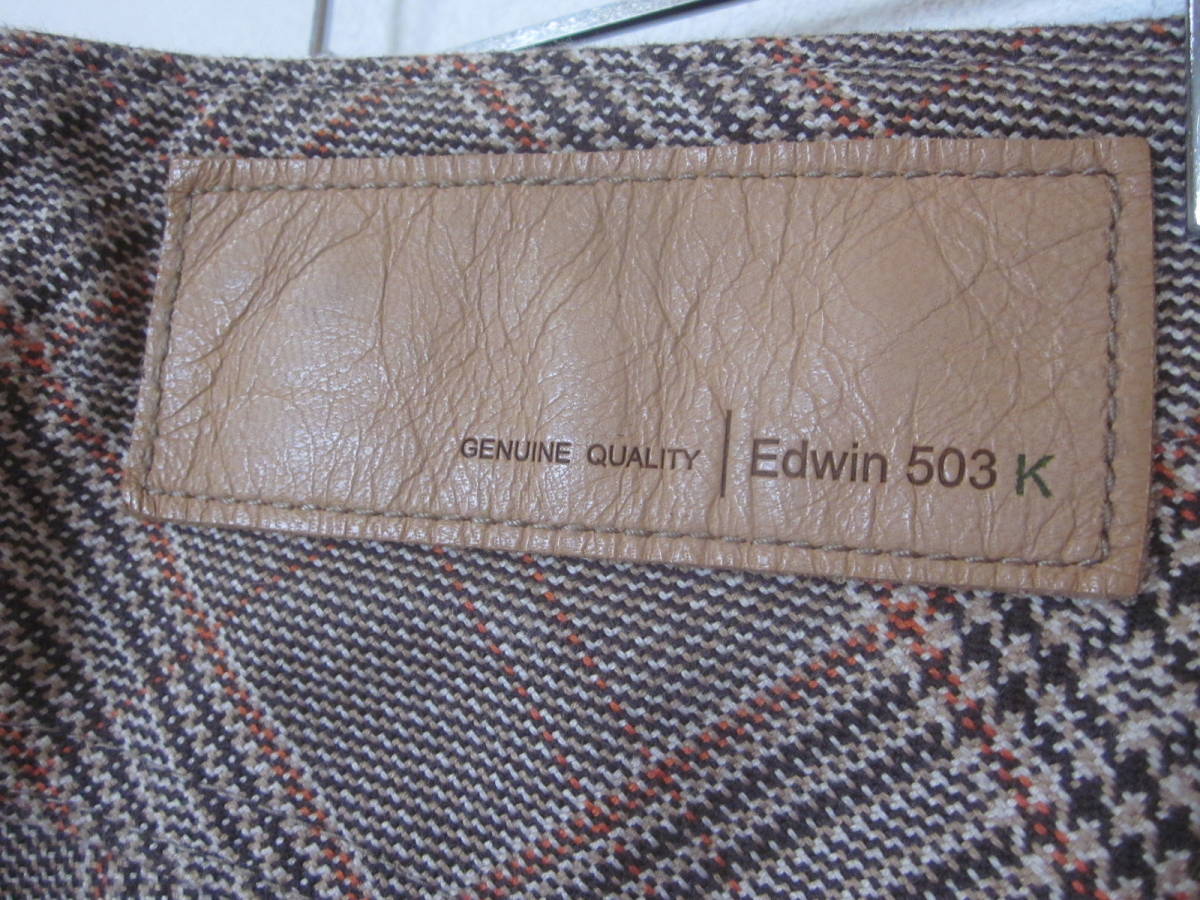 GENUINE QUALITY | Edwin 503 K